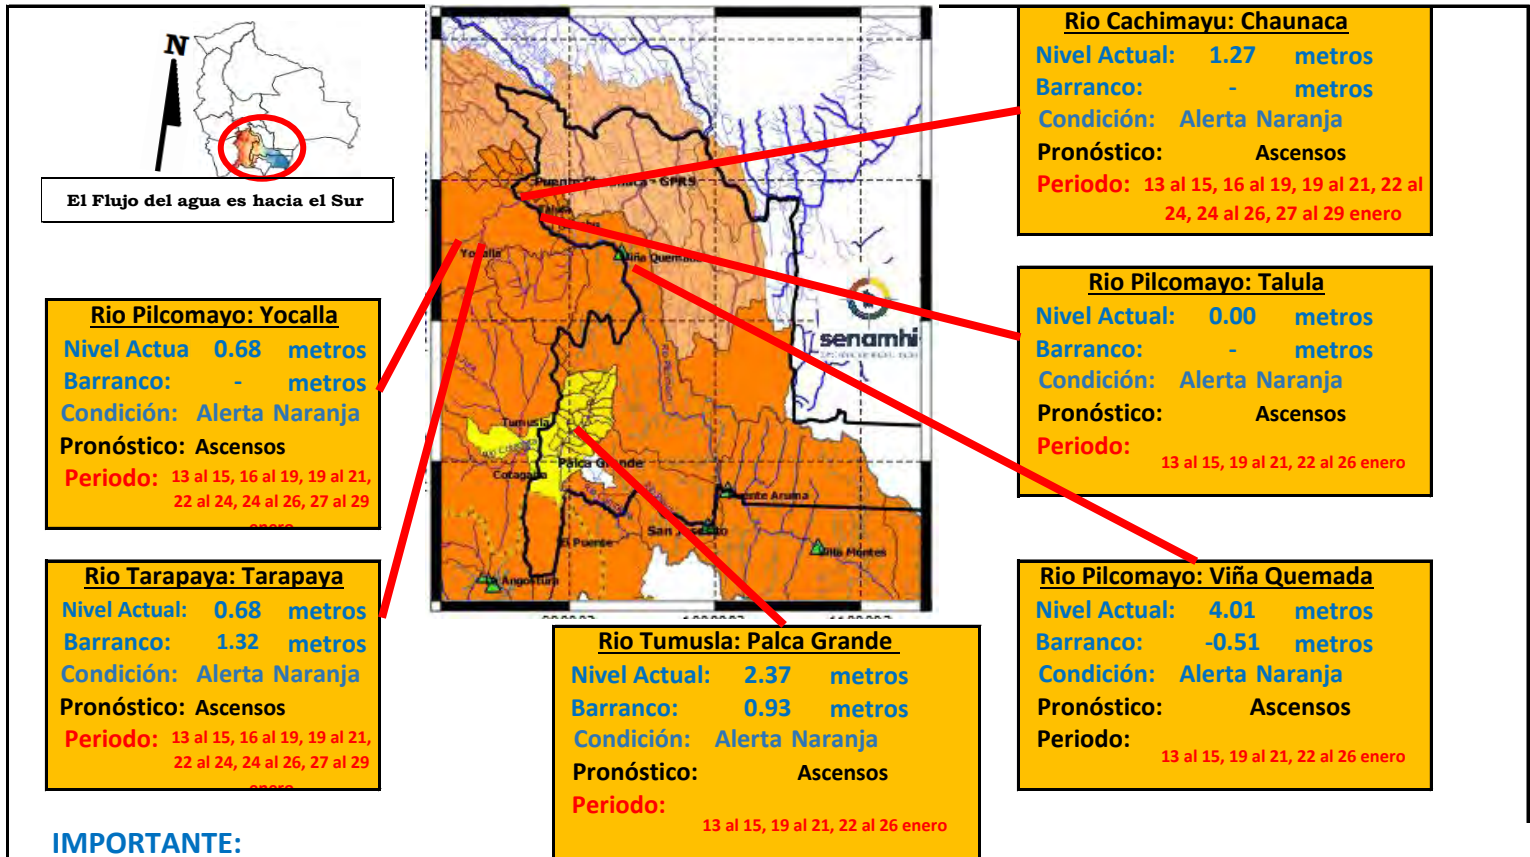 N
El Flujo del agua es hacia el Sur
Rio Cachimayu: Chaunaca
Nivel Actual: 1.27 metros
Barranco: - metros
Condición: Alerta Naranja
Pronóstico: Ascensos
Periodo: 13 al 15, 16 al 19, 19 al 21, 22 al
24, 24 al 26, 27 al 29 enero
Rio Pilcomayo: Talula
Nivel Actual: 0.00 metros
Barranco: - metros
Condición: Alerta Naranja
Pronóstico: Ascensos
Periodo:
13 al 15, 19 al 21, 22 al 26 enero
Rio Pilcomayo: Yocalla
Nivel Actua 0.68 metros
Barranco: - metros
Condición: Alerta Naranja
Pronóstico: Ascensos
Periodo: 13 al 15, 16 al 19, 19 al 21,
22 al 24, 24 al 26, 27 al 29
enero
Rio Tarapaya: Tarapaya
Nivel Actual: 0.68 metros
Barranco: 1.32 metros
Condición: Alerta Naranja
Pronóstico: Ascensos
Periodo: 13 al 15, 16 al 19, 19 al 21,
22 al 24, 24 al 26, 27 al 29
enero
Puente Chaunaca - GPRS
Talula
Yocalla
Viña Quemada
senamhi
Tumusla
Palca Grande
Cotagaita
Puente Aruma
San Josesito
El Puente
Villa Montes
Angostura
Rio Tumusla: Palca Grande
Nivel Actual: 2.37 metros
Barranco: 0.93 metros
Condición: Alerta Naranja
Pronóstico: Ascensos
Periodo:
13 al 15, 19 al 21, 22 al 26 enero
Rio Pilcomayo: Viña Quemada
Nivel Actual: 4.01 metros
Barranco: -0.51 metros
Condición: Alerta Naranja
Pronóstico: Ascensos
Periodo:
13 al 15, 19 al 21, 22 al 26 enero
IMPORTANTE: